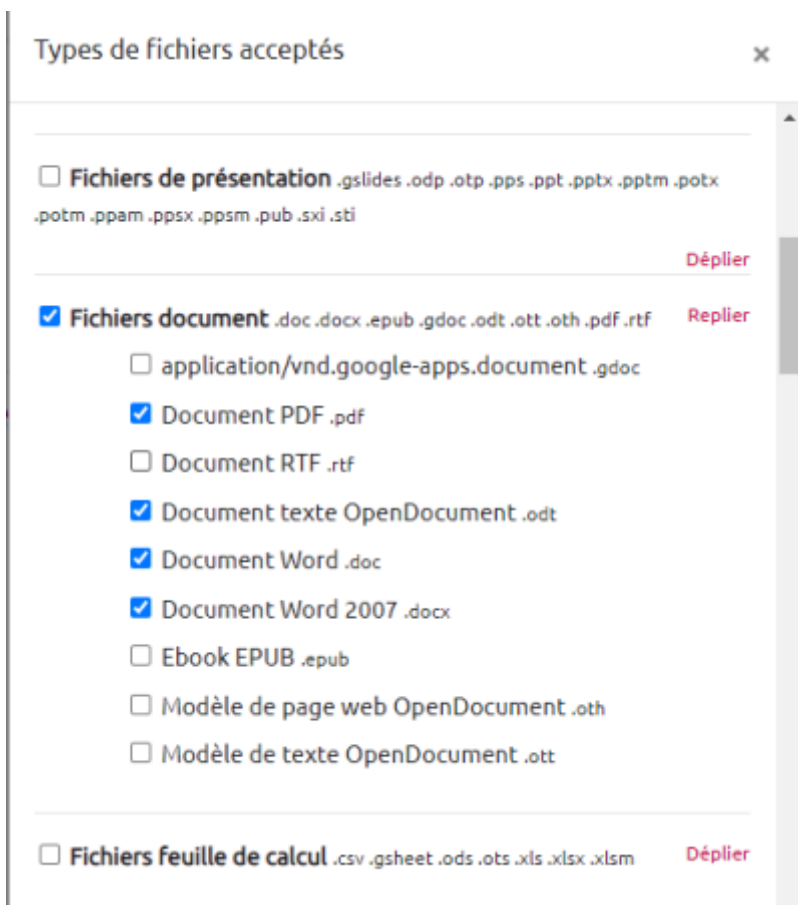 Types de fichiers acceptés ×
Fichiers de présentation .gslides .odp .otp .pps .ppt .pptx .pptm .potx
.potm .ppam .ppsx .ppsm .pub .sxi .sti
Déplier
Fichiers document .doc .docx .epub .gdoc .odt .ott .oth .pdf .rtf Replier
application/vnd.google-apps.document .gdoc
Document PDF .pdf
Document RTF .rtf
Document texte OpenDocument .odt
Document Word .doc
Document Word 2007 .docx
Ebook EPUB .epub
Modèle de page web OpenDocument .oth
Modèle de texte OpenDocument .ott
Fichiers feuille de calcul .csv .gsheet .ods .ots .xls .xlsx .xlsm Déplier